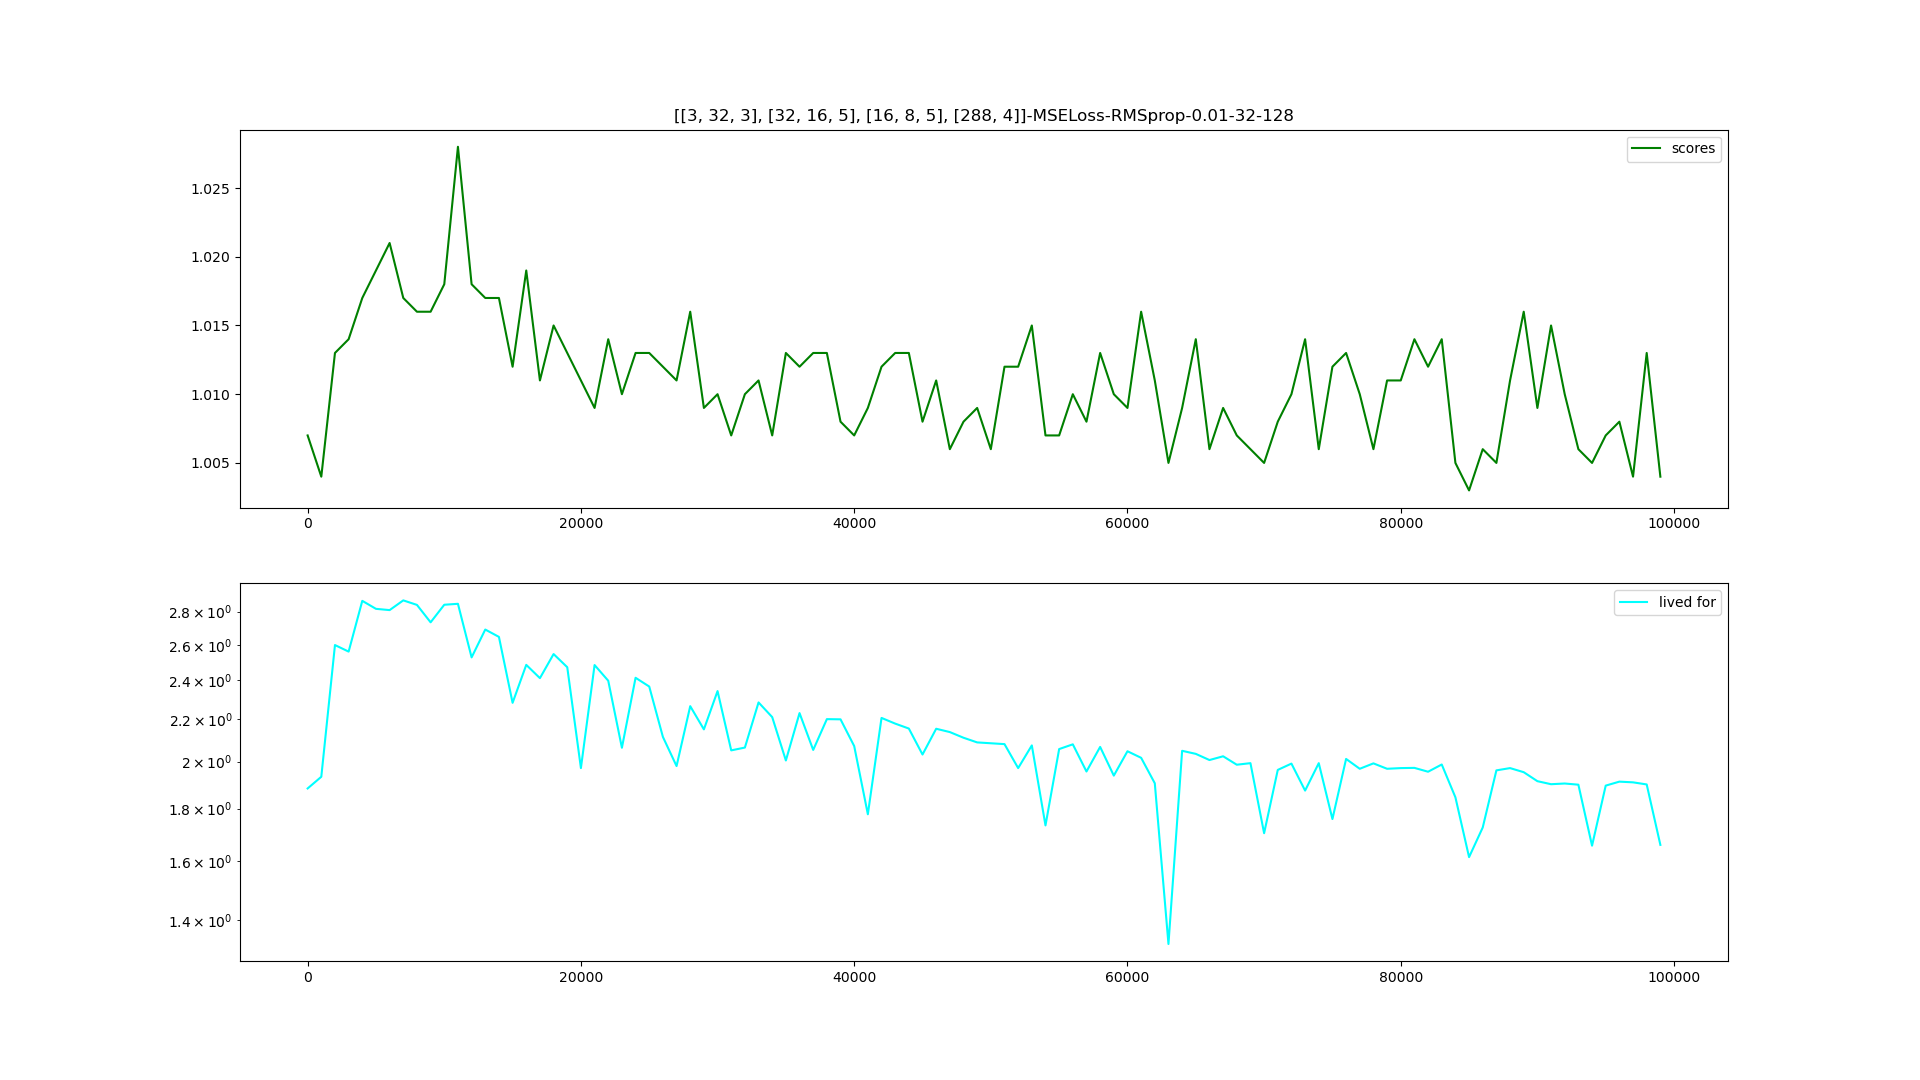 [[3, 32, 3], [32, 16, 5], [16, 8, 5], [288, 4]]-MSELoss-RMSprop-0.01-32-128
scores
1.025
1.020
1.015
1.010
1.005
0 20000 40000 60000 80000 100000
lived for
2.8 × 10⁰
2.6 × 10⁰
2.4 × 10⁰
2.2 × 10⁰
2 × 10⁰
1.8 × 10⁰
1.6 × 10⁰
1.4 × 10⁰
0 20000 40000 60000 80000 100000